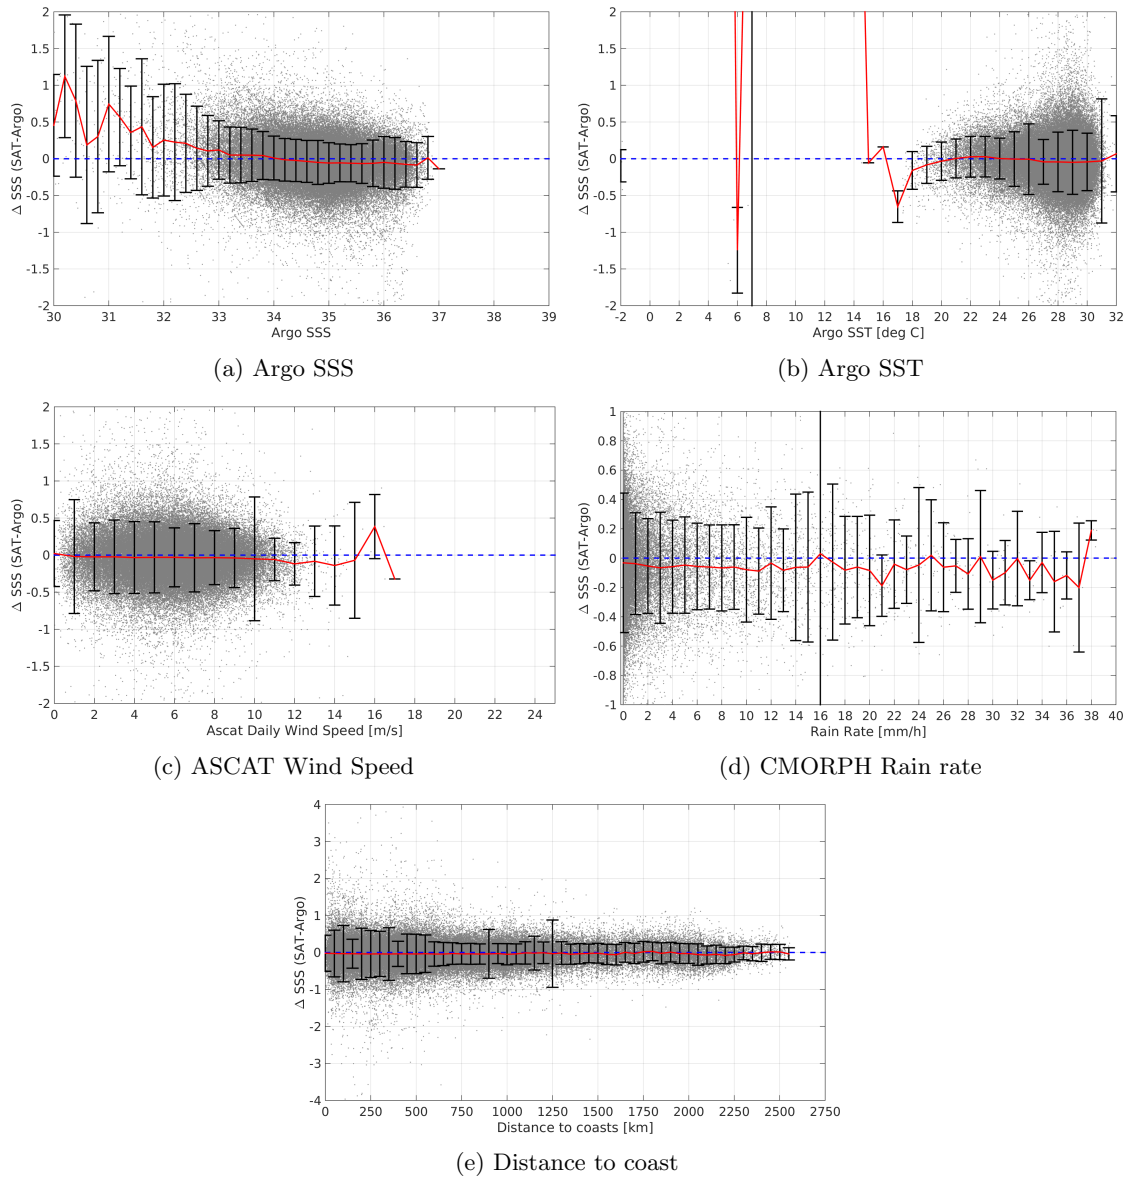 2
1.5
1
0.5
0
-0.5
-1
-1.5
-2
Δ SSS (SAT-Argo)
30 31 32 33 34 35 36 37 38 39
Argo SSS
(a) Argo SSS
2
1.5
1
0.5
0
-0.5
-1
-1.5
-2
Δ SSS (SAT-Argo)
-2 0 2 4 6 8 10 12 14 16 18 20 22 24 26 28 30 32
Argo SST [deg C]
(b) Argo SST
2
1.5
1
0.5
0
-0.5
-1
-1.5
-2
Δ SSS (SAT-Argo)
0 2 4 6 8 10 12 14 16 18 20 22 24
Ascat Daily Wind Speed [m/s]
(c) ASCAT Wind Speed
1
0.8
0.6
0.4
0.2
0
-0.2
-0.4
-0.6
-0.8
-1
Δ SSS (SAT-Argo)
0 2 4 6 8 10 12 14 16 18 20 22 24 26 28 30 32 34 36 38 40
Rain Rate [mm/h]
(d) CMORPH Rain rate
4
3
2
1
0
-1
-2
-3
-4
Δ SSS (SAT-Argo)
0 250 500 750 1000 1250 1500 1750 2000 2250 2500 2750
Distance to coasts [km]
(e) Distance to coast